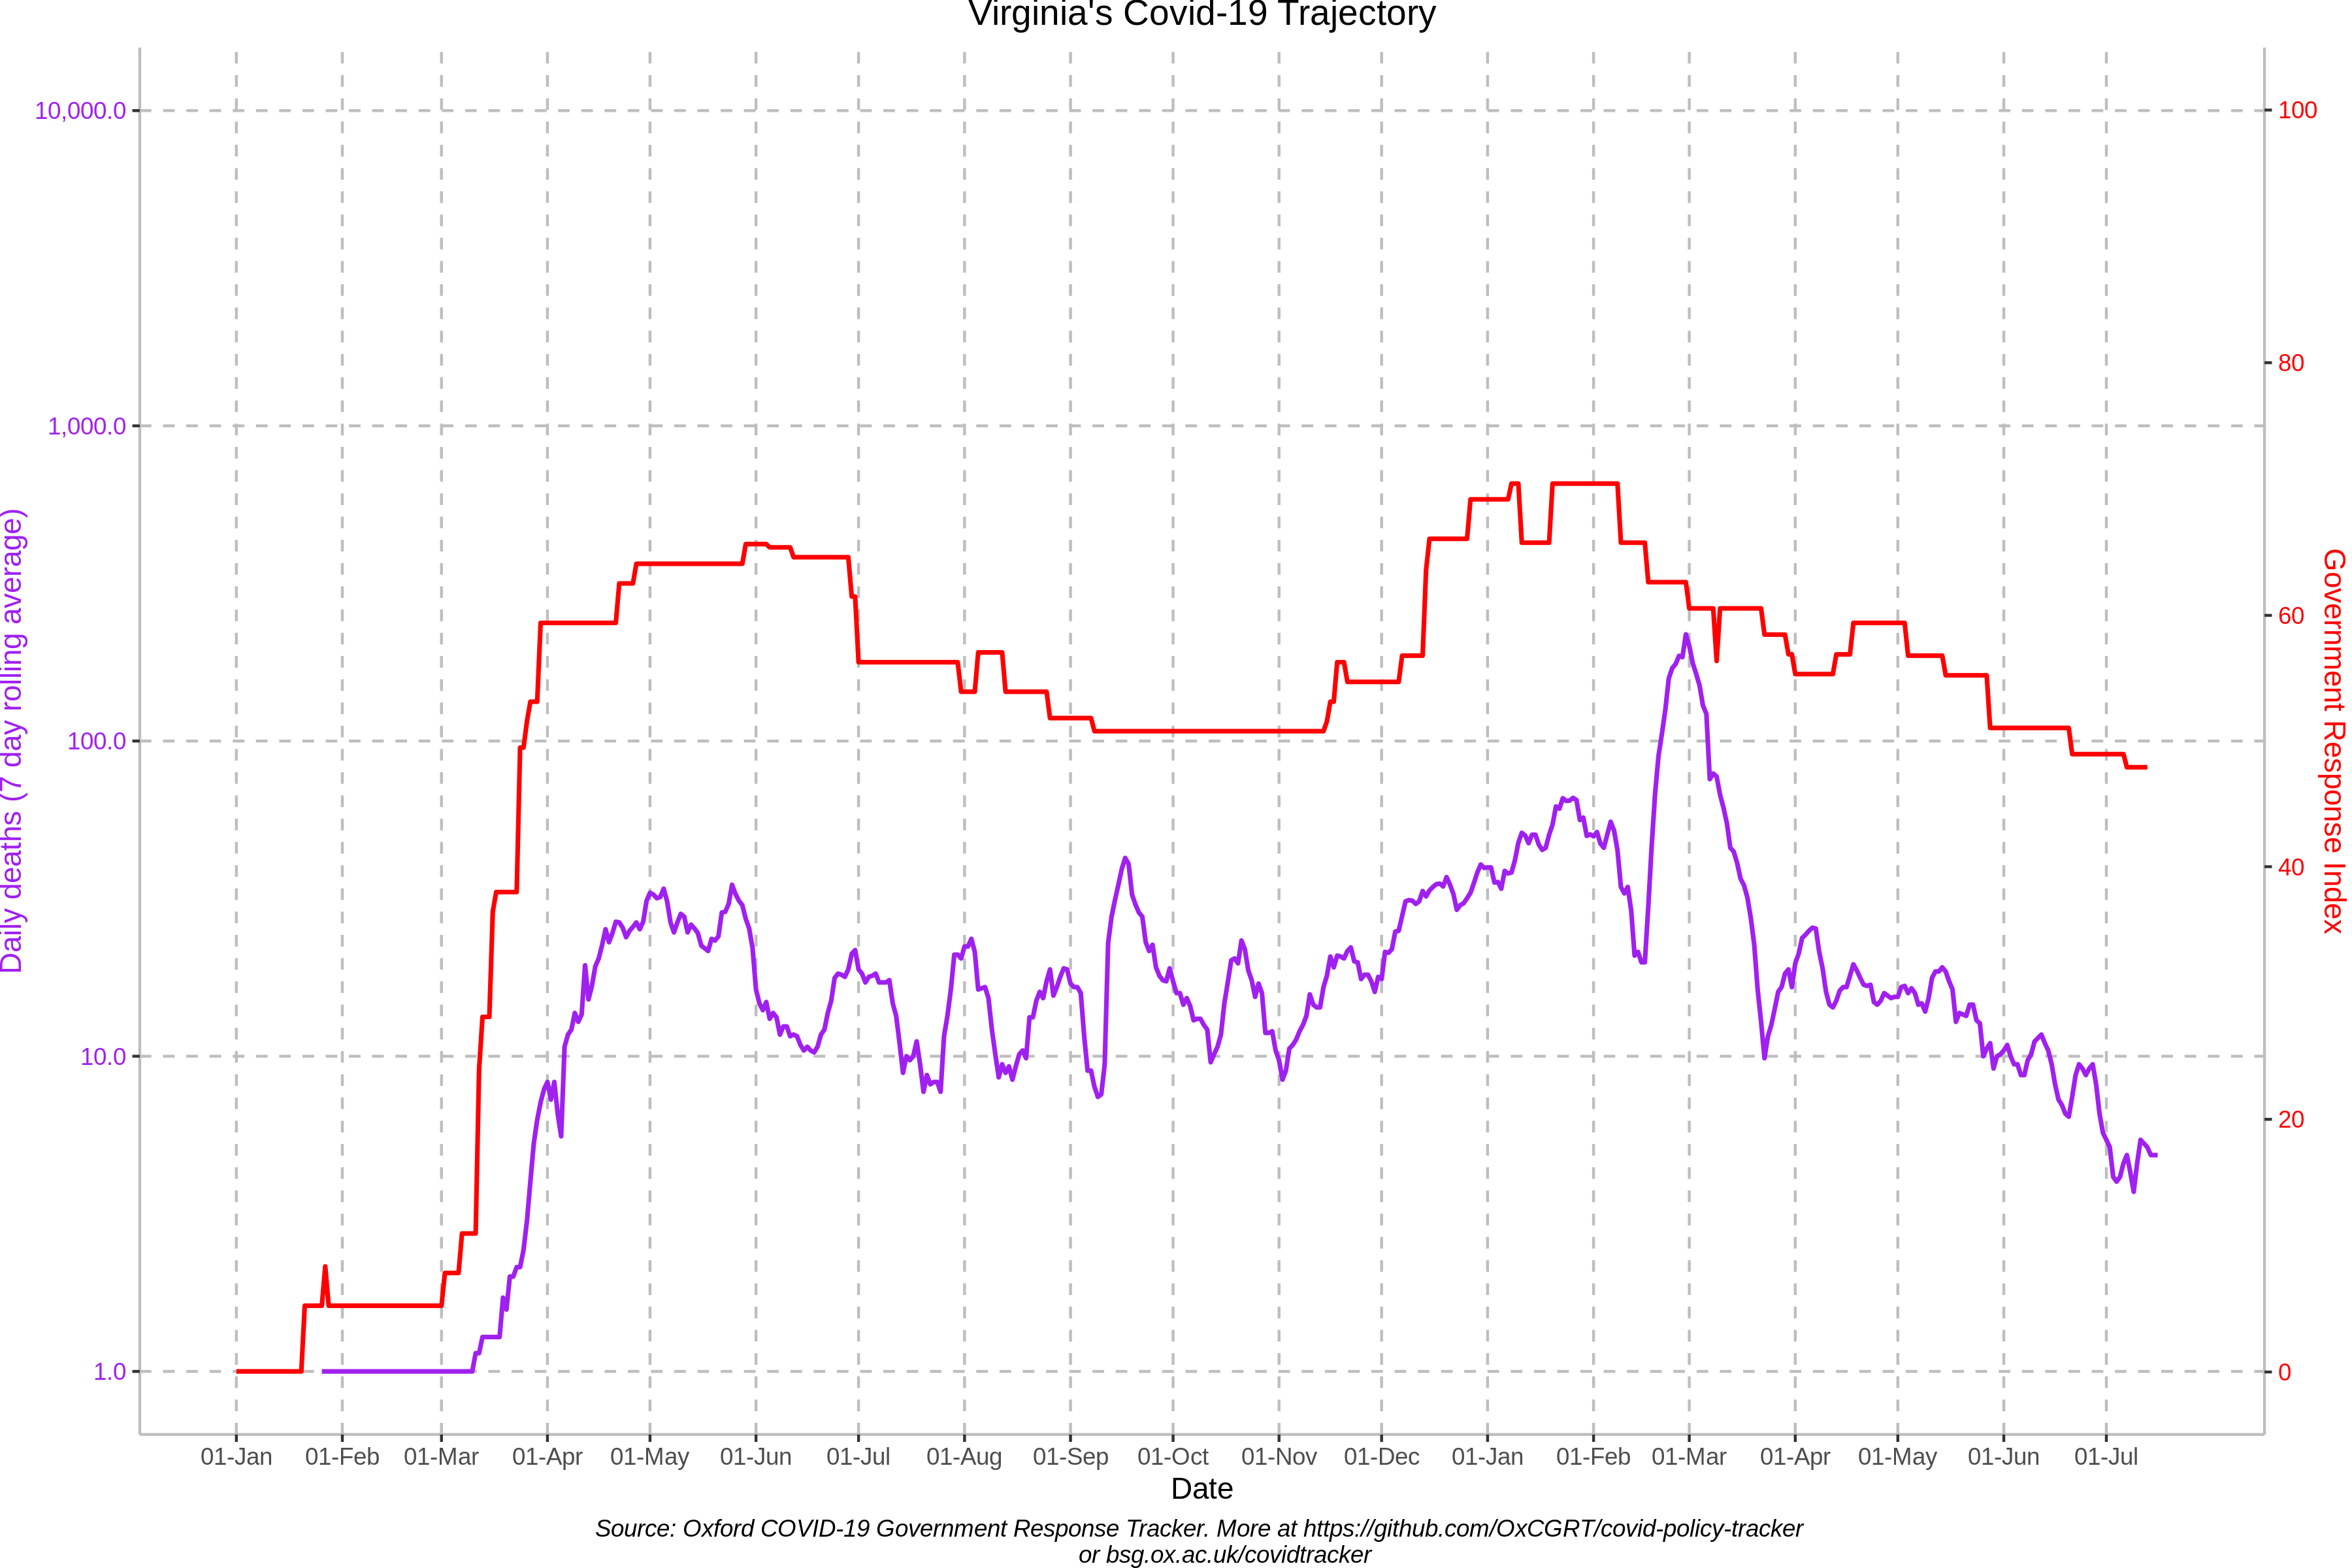 Virginia's Covid-19 Trajectory
10,000.0
1,000.0
100.0
10.0
1.0
Daily deaths (7 day rolling average)
100
80
60
40
20
0
Government Response Index
01-Jan 01-Feb 01-Mar 01-Apr 01-May 01-Jun 01-Jul 01-Aug 01-Sep 01-Oct 01-Nov 01-Dec 01-Jan 01-Feb 01-Mar 01-Apr 01-May 01-Jun 01-Jul
Date
Source: Oxford COVID-19 Government Response Tracker. More at https://github.com/OxCGRT/covid-policy-tracker
or bsg.ox.ac.uk/covidtracker